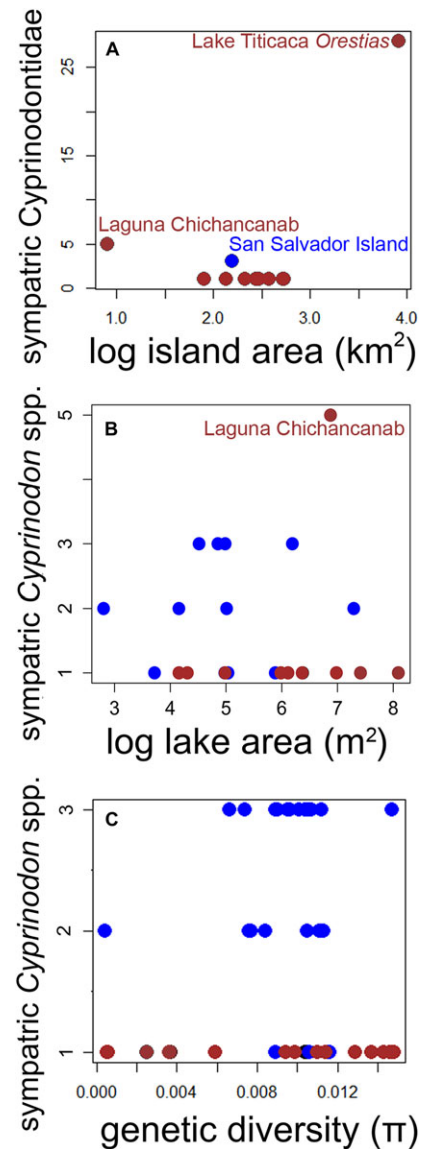 A
Lake Titicaca Orestias
Laguna Chichancanab
San Salvador Island
sympatric Cyprinodontidae
0 5 15 25
1.0 2.0 3.0 4.0
log island area (km²)
B
Laguna Chichancanab
sympatric Cyprinodon spp.
1 2 3 5
3 4 5 6 7 8
log lake area (m²)
C
sympatric Cyprinodon spp.
1 2 3
0.000 0.004 0.008 0.012
genetic diversity (π)